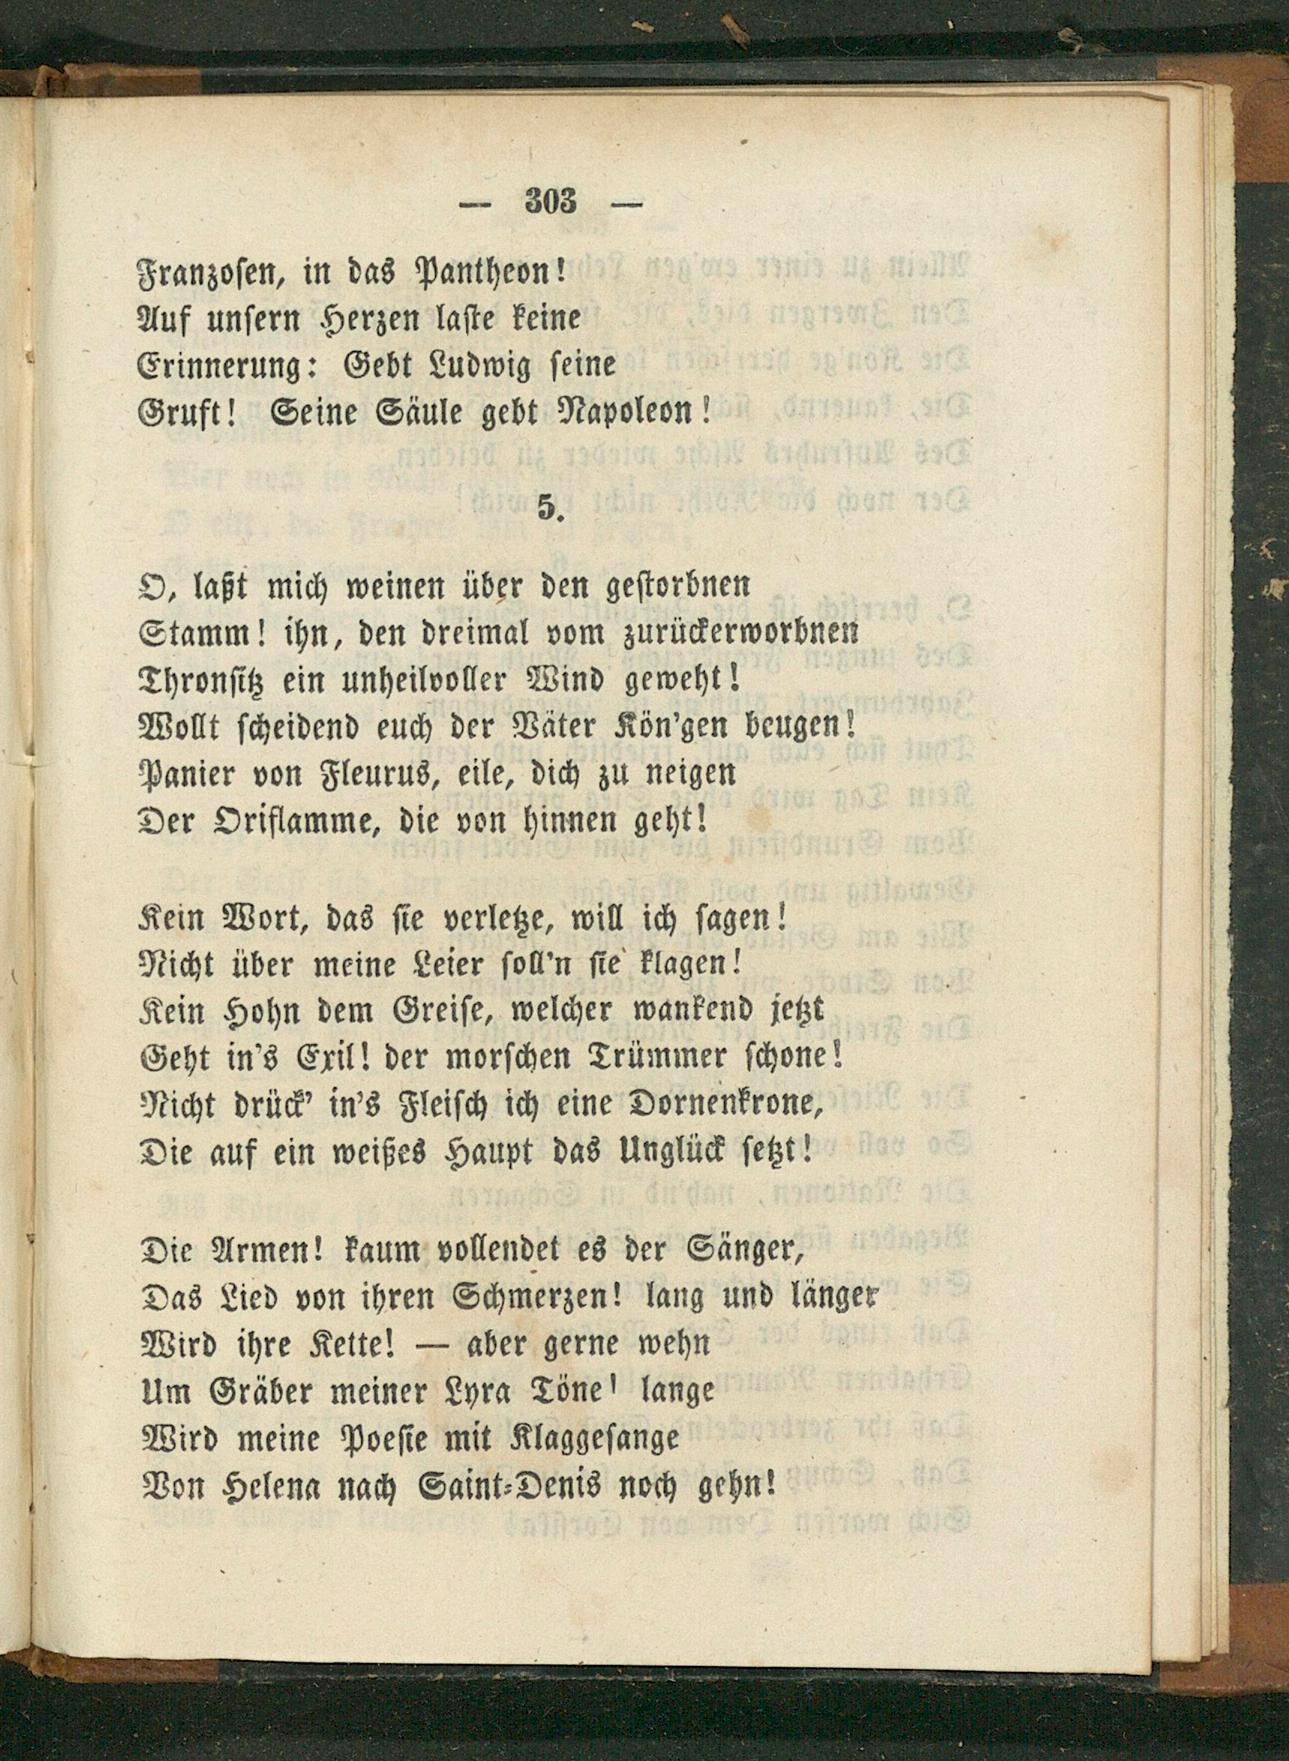 — 303 —
Franzosen, in das Pantheon!
Auf unsern Herzen laste keine
Erinnerung: Gebt Ludwig seine
Gruft! Seine Säule gebt Napoleon!
5.
O, laßt mich weinen über den gestorbnen
Stamm! ihn, den dreimal vom zurückerworbnen
Thronsitz ein unheilvoller Wind geweht!
Wollt scheidend euch der Väter Kön'gen beugen!
Panier von Fleurus, eile, dich zu neigen
Der Oriflamme, die von hinnen geht!
Kein Wort, das sie verletze, will ich sagen!
Nicht über meine Leier soll'n sie klagen!
Kein Hohn dem Greise, welcher wankend jetzt
Geht in's Exil! der morschen Trümmer schone!
Nicht drück' in's Fleisch ich eine Dornenkrone,
Die auf ein weißes Haupt das Unglück setzt!
Die Armen! kaum vollendet es der Sänger,
Das Lied von ihren Schmerzen! lang und länger
Wird ihre Kette! — aber gerne wehn
Um Gräber meiner Lyra Töne! lange
Wird meine Poesie mit Klaggesange
Von Helena nach Saint-Denis noch gehn!